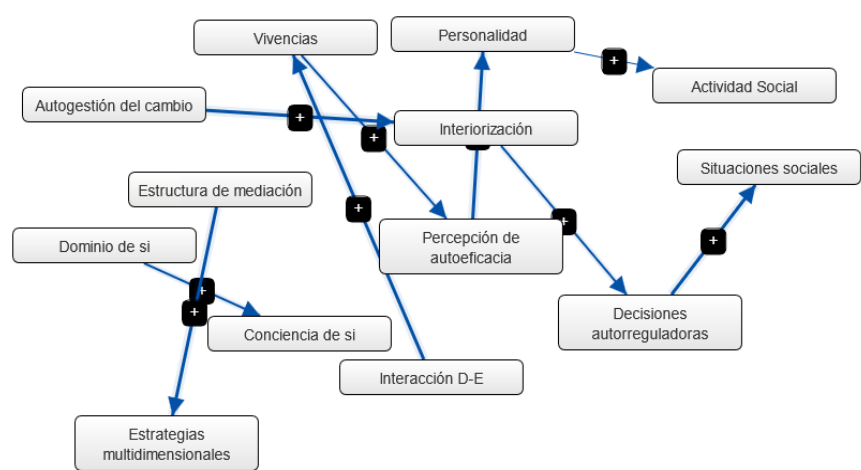 Vivencias
Personalidad
+
Actividad Social
Autogestión del cambio
+
Interiorización
+
Situaciones sociales
Estructura de mediación
+
Percepción de
autoeficacia
+
+
Dominio de si
+
+
Conciencia de si
Decisiones
autorreguladoras
Interacción D-E
Estrategias
multidimensionales